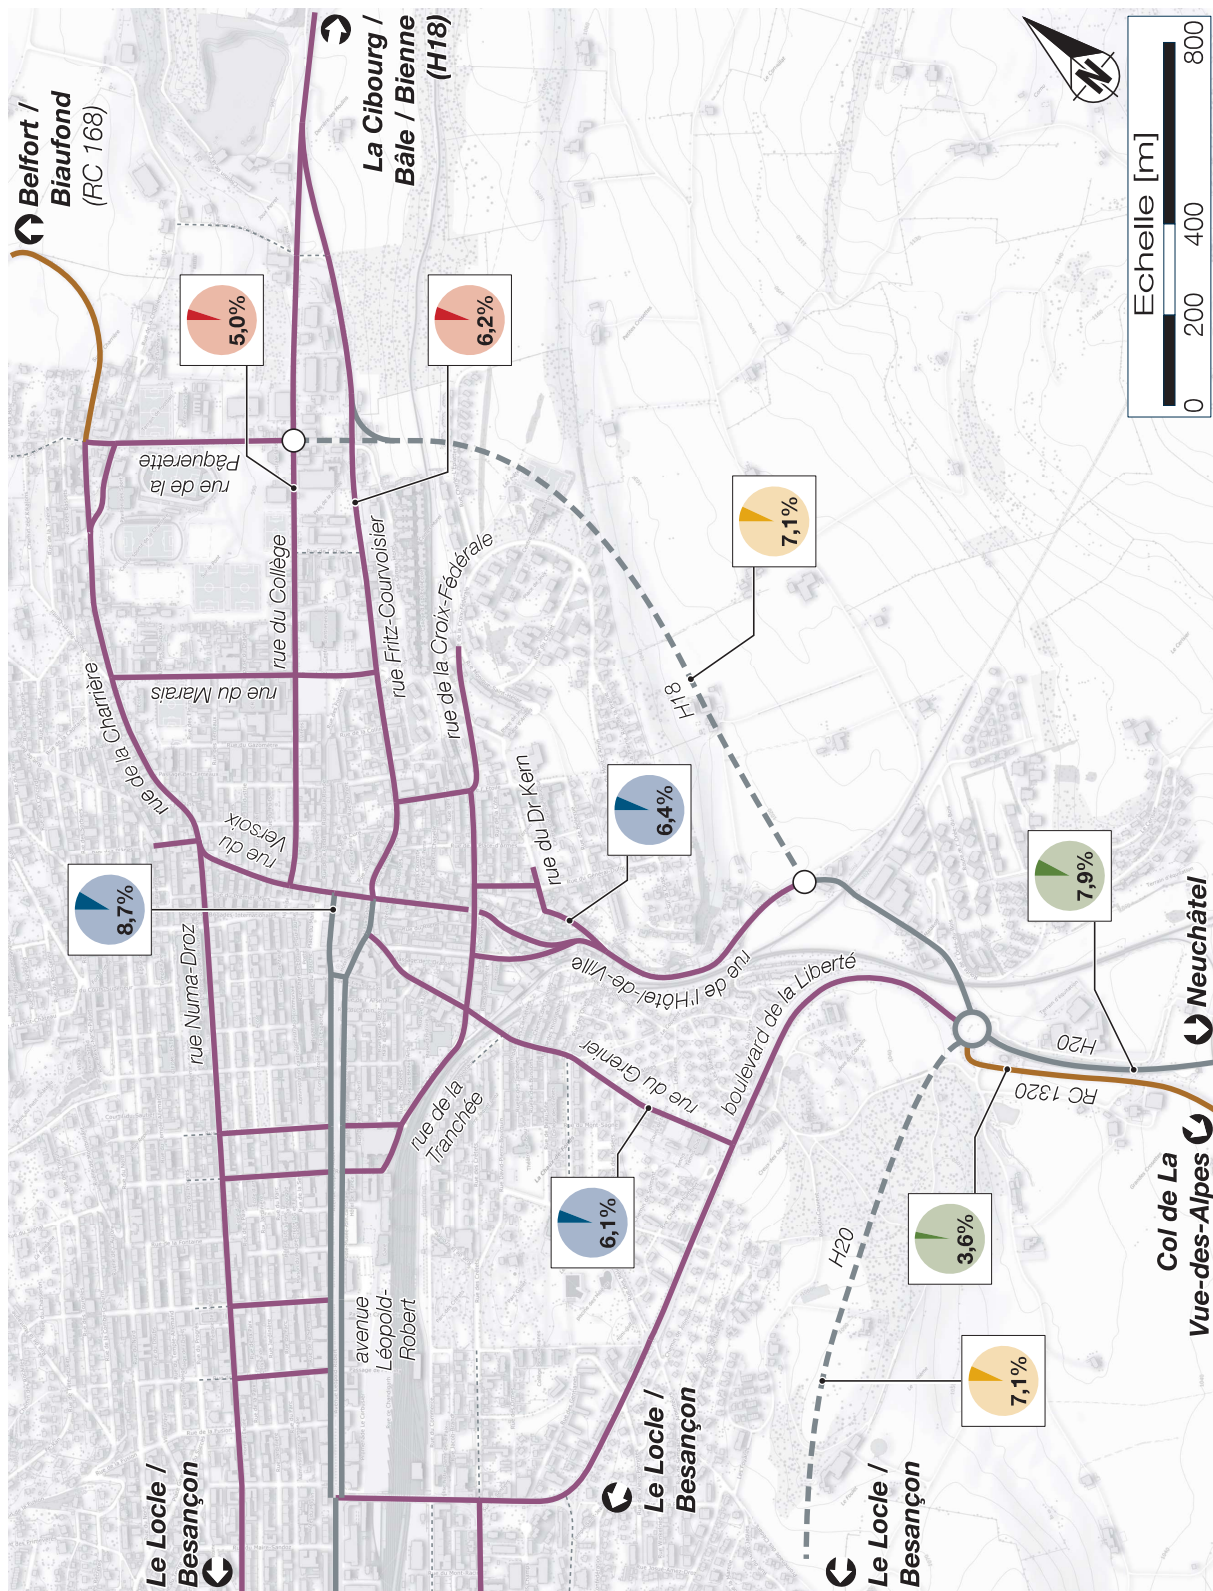 Belfort /
Biaufond
(RC 168)
La Cibourg /
Bâle / Bienne
(H18)
N
Echelle [m]
0 200 400 800
5,0%
6,2%
7,1%
6,4%
8,7%
7,9%
6,1%
3,6%
7,1%
rue de la
Pâquerette
rue du Collège
rue Fritz-Courvoisier
rue de la Croix-Fédérale
rue de la Charrière
rue du Marais
rue du
Versoix
rue du Dr Kern
H18
rue Numa-Droz
rue de l'Hôtel-de-Ville
boulevard de la Liberté
rue du Grenier
rue de la
Tranchée
avenue
Léopold-
Robert
H20
RC 1320
H20
Neuchâtel
Col de La
Vue-des-Alpes
Le Locle /
Besançon
Le Locle /
Besançon
Le Locle /
Besançon